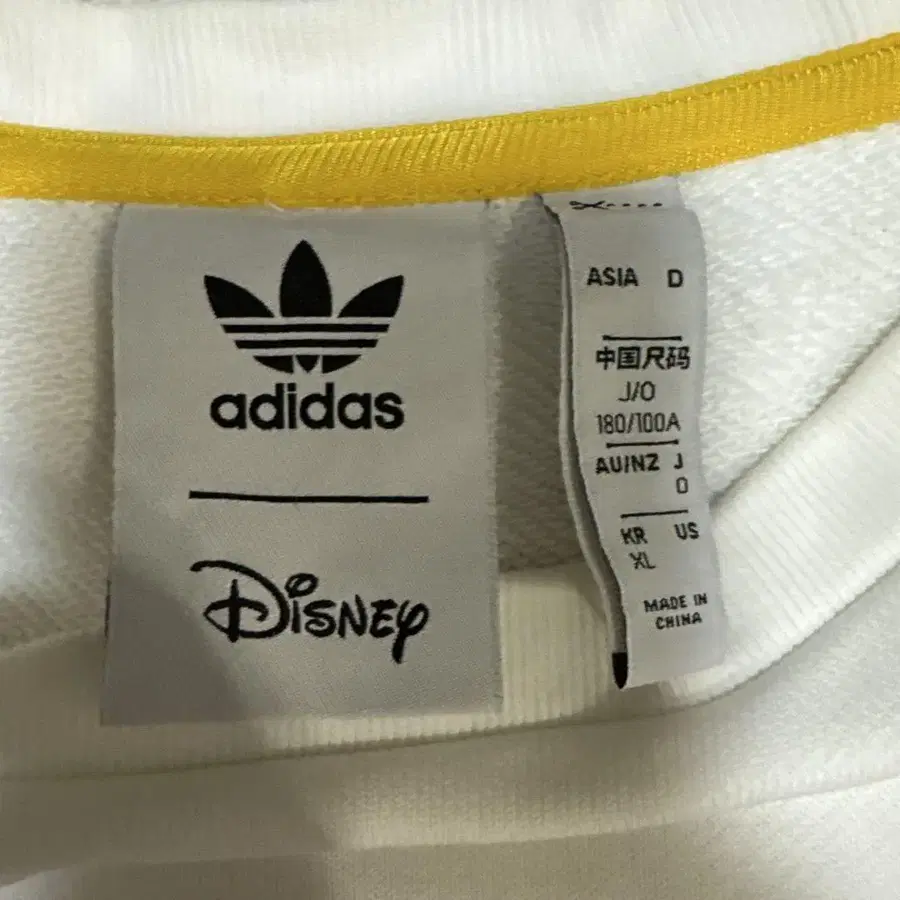 adidas
Disney
ASIA D
中国尺码
J/O
180/100A
AU/NZ J
O
KR US
XL
MADE IN
CHINA